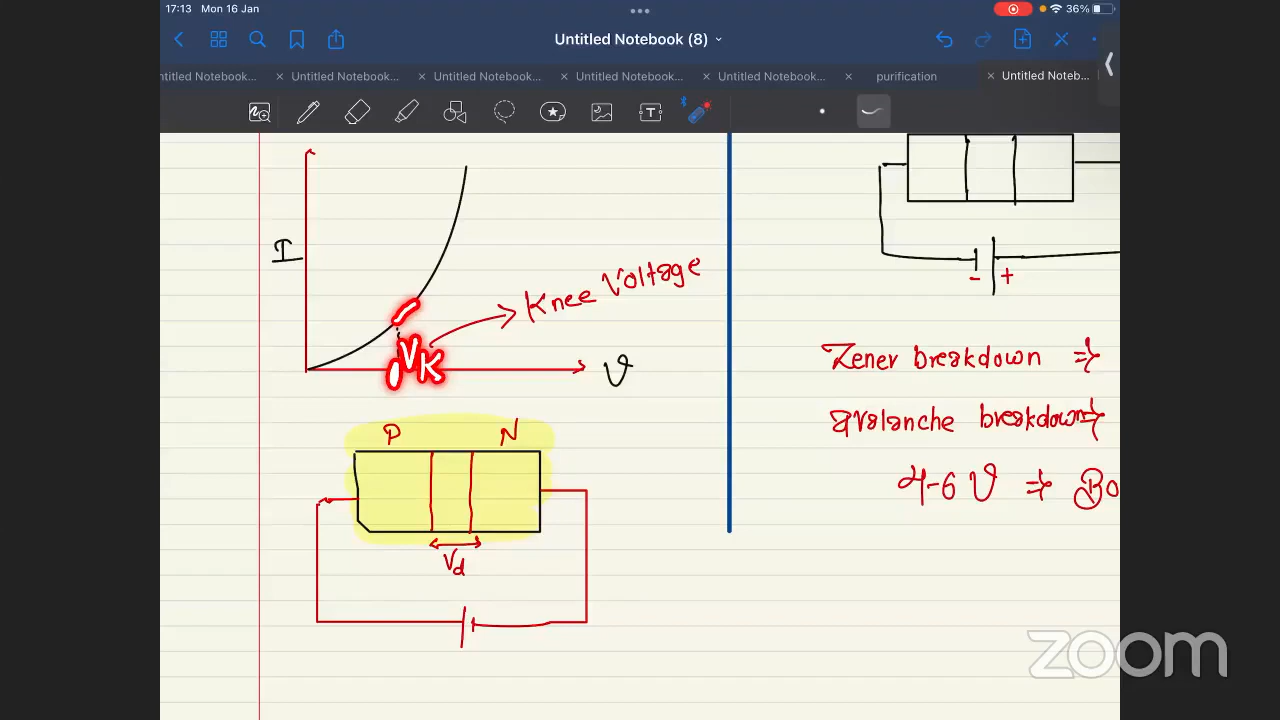 17:13 Mon 16 Jan
36%
Untitled Notebook (8)
ntitled Notebook...
Untitled Notebook...
Untitled Notebook...
Untitled Notebook...
Untitled Notebook...
purification
Untitled Noteb...
T
I
Knee Voltage
VK
V
P N
Vd
- +
Zener breakdown ⇒
avalanche breakdown⇒
4-6 V ⇒ Bo
zoom